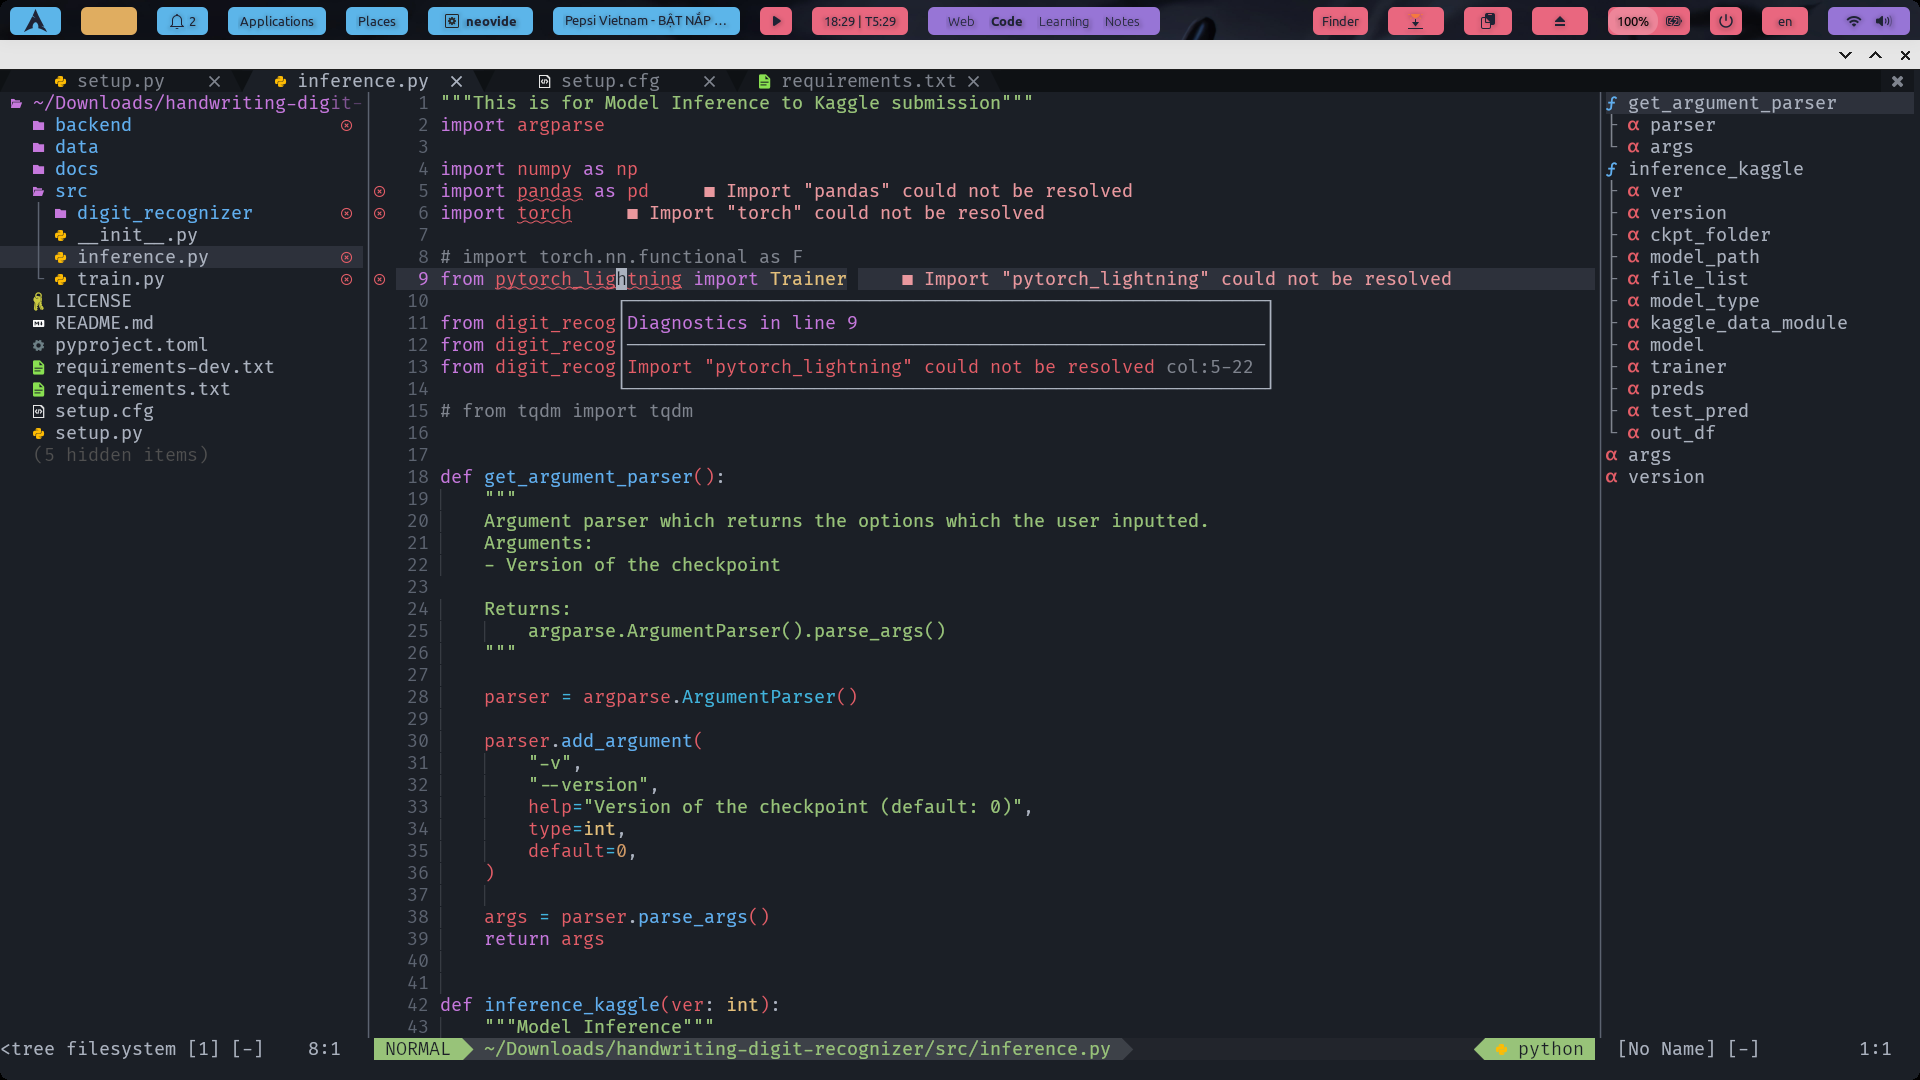 2 Applications Places neovide Pepsi Vietnam - BẬT NẮP ... 18:29 | T5:29 Web Code Learning Notes Finder 100% en
setup.py inference.py setup.cfg requirements.txt
~/Downloads/handwriting-digit-
backend
data
docs
src
digit_recognizer
__init__.py
inference.py
train.py
LICENSE
README.md
pyproject.toml
requirements-dev.txt
requirements.txt
setup.cfg
setup.py
(5 hidden items)
1 """This is for Model Inference to Kaggle submission"""
2 import argparse
3
4 import numpy as np
5 import pandas as pd ■ Import "pandas" could not be resolved
6 import torch ■ Import "torch" could not be resolved
7
8 # import torch.nn.functional as F
9 from pytorch_lightning import Trainer ■ Import "pytorch_lightning" could not be resolved
10
11 from digit_recog
12 from digit_recog
13 from digit_recog
Diagnostics in line 9
Import "pytorch_lightning" could not be resolved col:5-22
14
15 # from tqdm import tqdm
16
17
18 def get_argument_parser():
19 """
20 Argument parser which returns the options which the user inputted.
21 Arguments:
22 - Version of the checkpoint
23
24 Returns:
25 argparse.ArgumentParser().parse_args()
26 """
27
28 parser = argparse.ArgumentParser()
29
30 parser.add_argument(
31 "-v",
32 "--version",
33 help="Version of the checkpoint (default: 0)",
34 type=int,
35 default=0,
36 )
37
38 args = parser.parse_args()
39 return args
40
41
42 def inference_kaggle(ver: int):
43 """Model Inference"""
get_argument_parser
parser
args
inference_kaggle
ver
version
ckpt_folder
model_path
file_list
model_type
kaggle_data_module
model
trainer
preds
test_pred
out_df
args
version
<tree filesystem [1] [-] 8:1 NORMAL ~/Downloads/handwriting-digit-recognizer/src/inference.py python [No Name] [-] 1:1